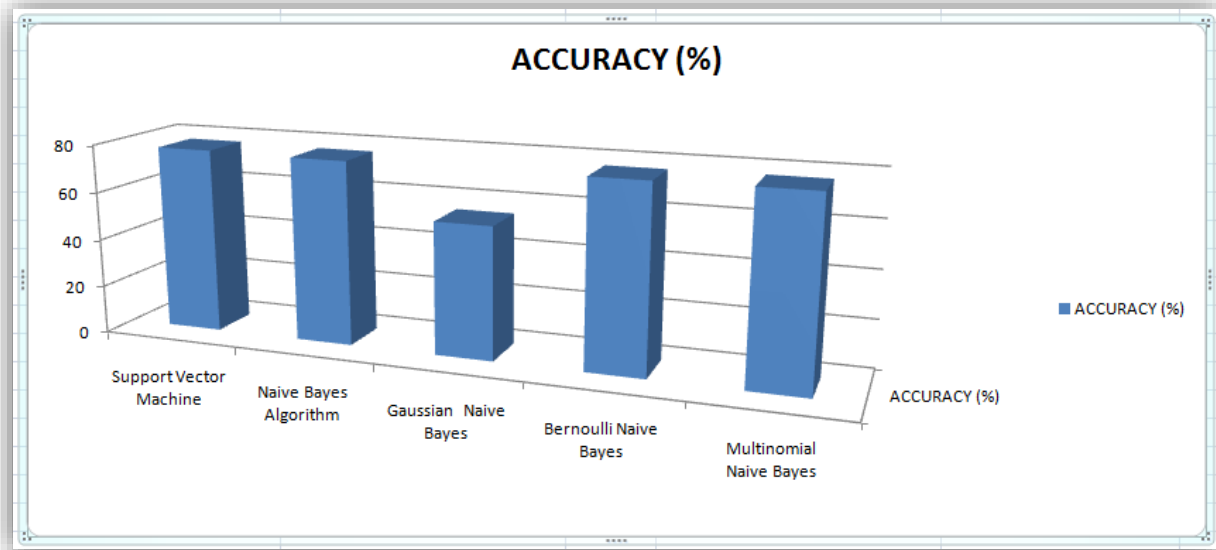 ACCURACY (%)
80
60
40
20
0
Support Vector
Machine
Naive Bayes
Algorithm
Gaussian Naive
Bayes
Bernoulli Naive
Bayes
Multinomial
Naive Bayes
ACCURACY (%)
ACCURACY (%)